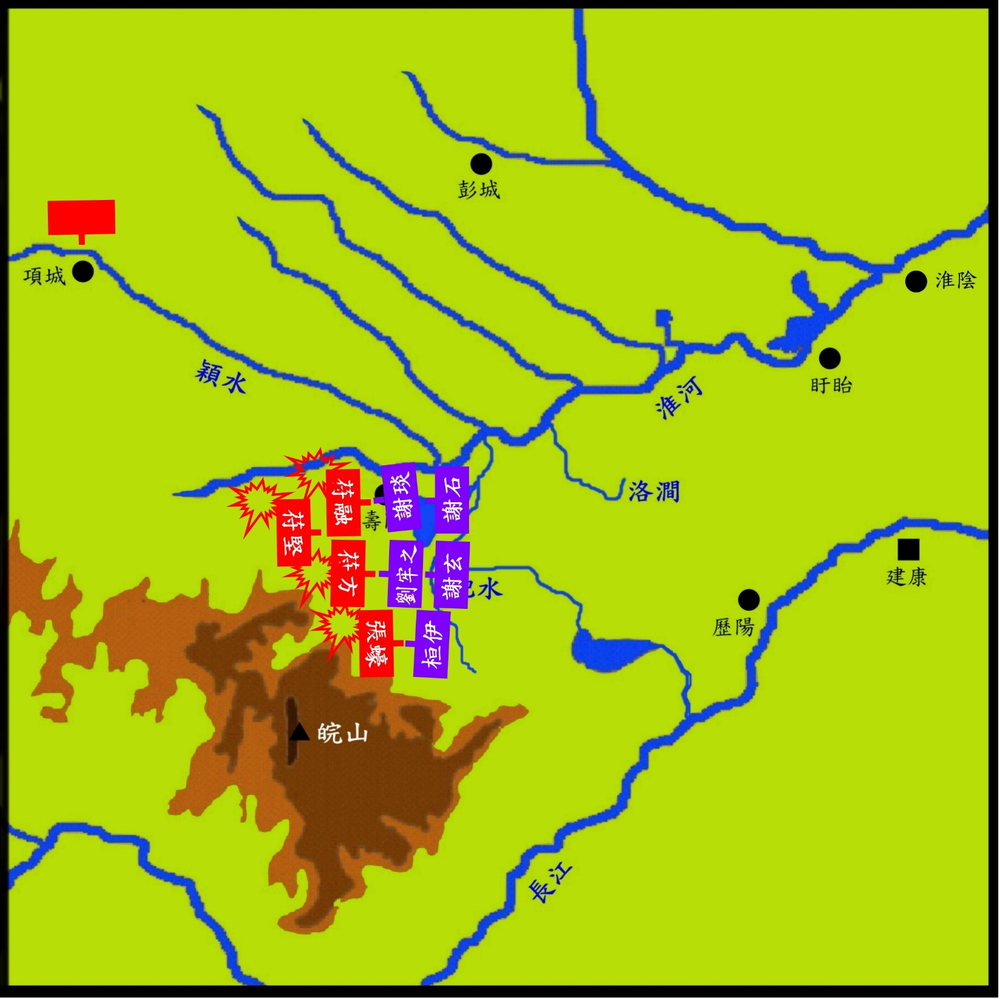 彭城
項城
淮陰
穎水
盱眙
淮河
洛澗
苻融
謝琰
謝石
苻堅
壽
苻方
劉牢之
謝玄
水
建康
歷陽
張蠔
桓伊
皖山
長江